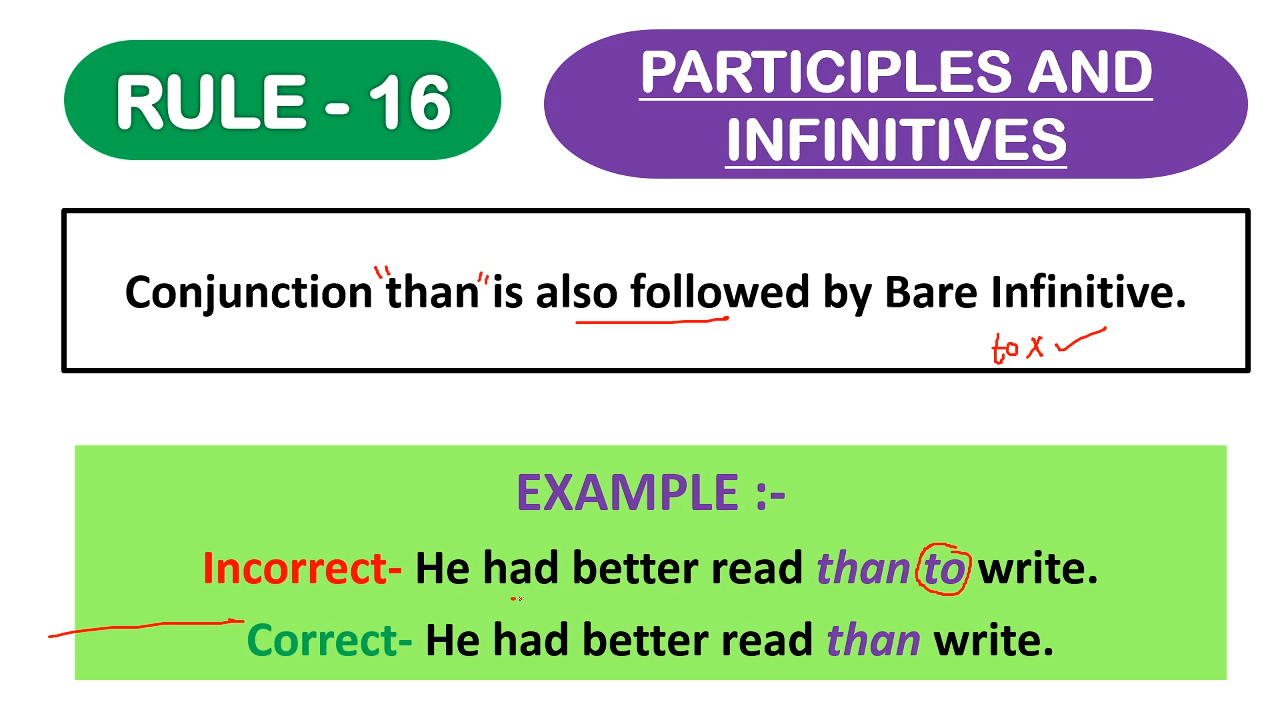 RULE - 16
PARTICIPLES AND
INFINITIVES
Conjunction "than" is also followed by Bare Infinitive.
to x ✓
EXAMPLE :-
Incorrect- He had better read than to write.
Correct- He had better read than write.